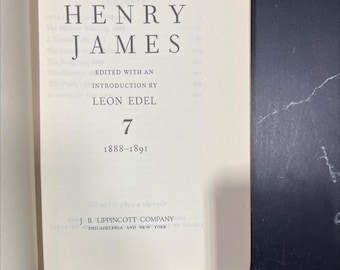 HENRY
JAMES
EDITED WITH AN
INTRODUCTION BY
LEON EDEL
7
1888–1891
J. B. LIPPINCOTT COMPANY
PHILADELPHIA AND NEW YORK